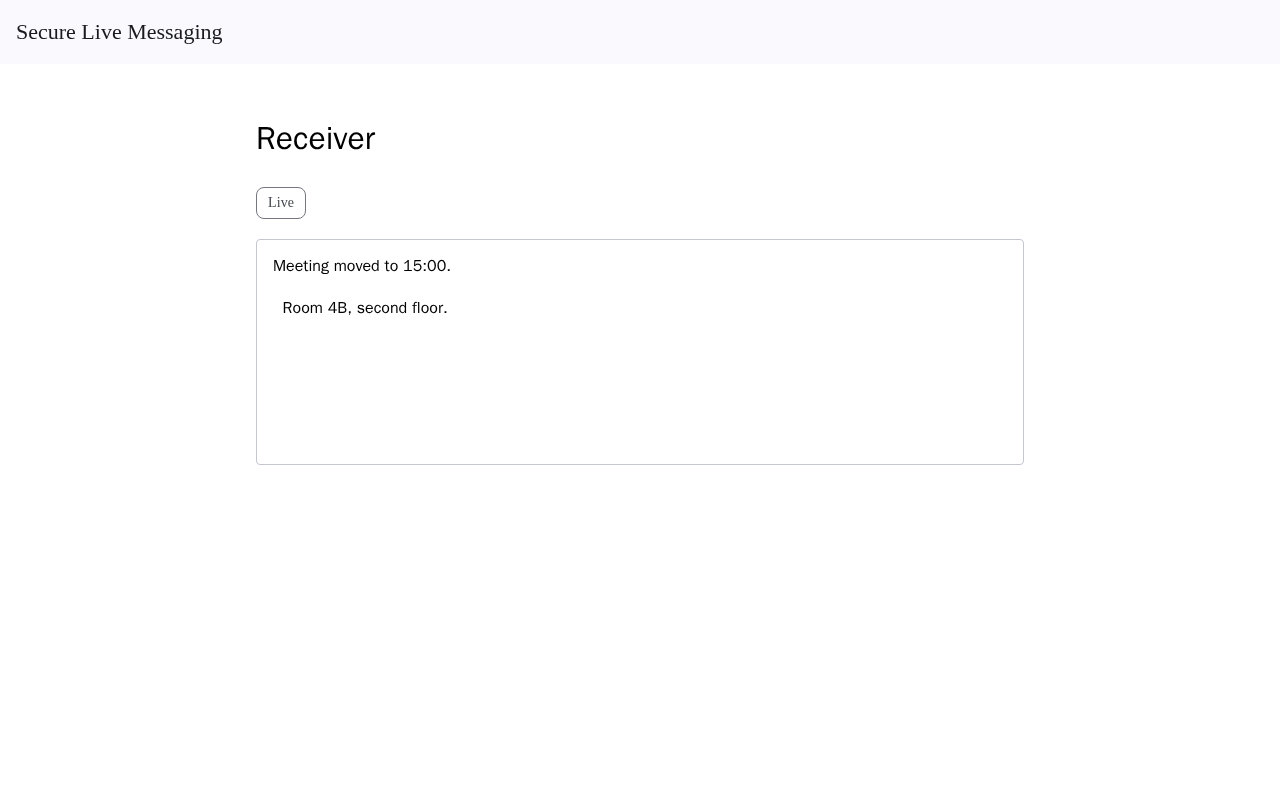 Secure Live Messaging
Receiver
Live
Meeting moved to 15:00.
Room 4B, second floor.